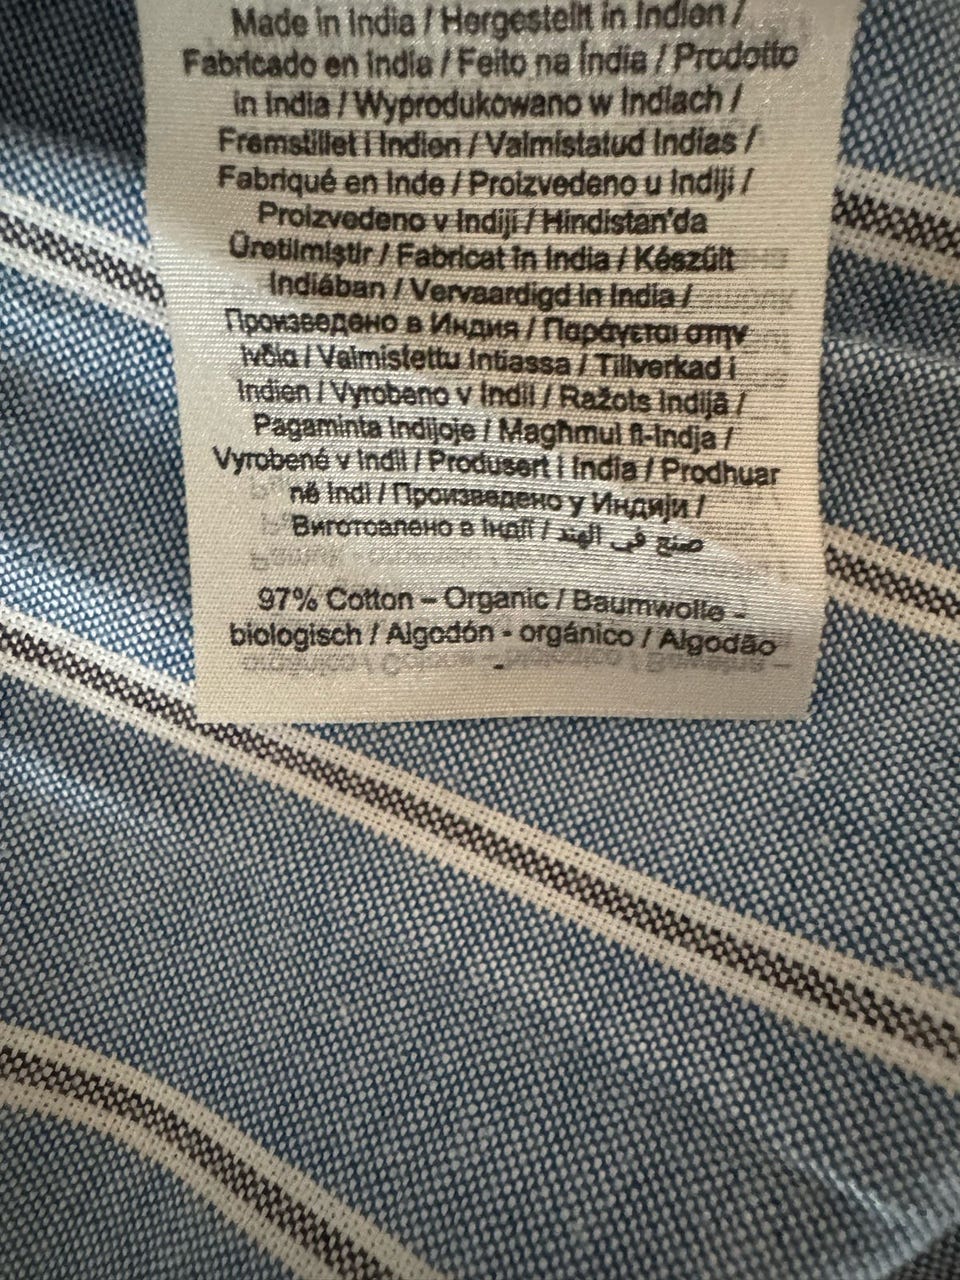 Made in India / Hergestellt in Indien /
Fabricado en India / Feito na Índia / Prodotto
in India / Wyprodukowano w Indiach /
Fremstillet i Indien / Valmistatud Indias /
Fabriqué en Inde / Proizvedeno u Indiji /
Proizvedeno v Indiji / Hindistan'da
Üretilmiştir / Fabricat în India / Készült
Indiában / Vervaardigd in India /
Произведено в Индия / Παράγεται στην
Ινδία / Valmistettu Intiassa / Tillverkad i
Indien / Vyrobeno v Indii / Ražots Indijā /
Pagaminta Indijoje / Magħmul fl-Indja /
Vyrobené v Indii / Produsert i India / Prodhuar
në Indi / Произведено у Индији /
Виготовлено в Індії / صنع في الهند
97% Cotton – Organic / Baumwolle -
biologisch / Algodón - orgánico / Algodão
-